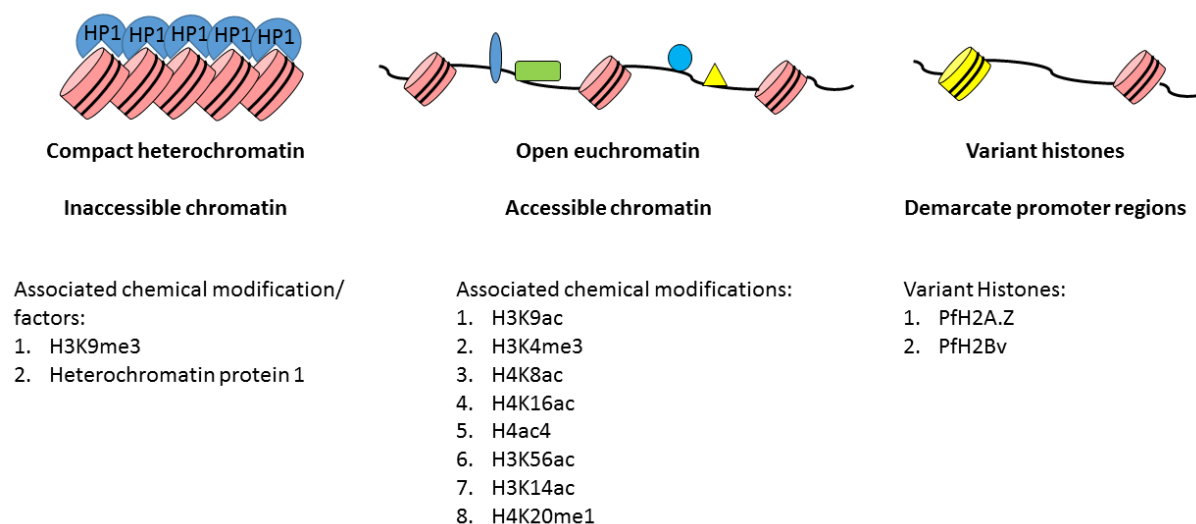 HP1 HP1 HP1 HP1 HP1
Compact heterochromatin
Inaccessible chromatin
Associated chemical modification/
factors:
1. H3K9me3
2. Heterochromatin protein 1
Open euchromatin
Accessible chromatin
Associated chemical modifications:
1. H3K9ac
2. H3K4me3
3. H4K8ac
4. H4K16ac
5. H4ac4
6. H3K56ac
7. H3K14ac
8. H4K20me1
Variant histones
Demarcate promoter regions
Variant Histones:
1. PfH2A.Z
2. PfH2Bv